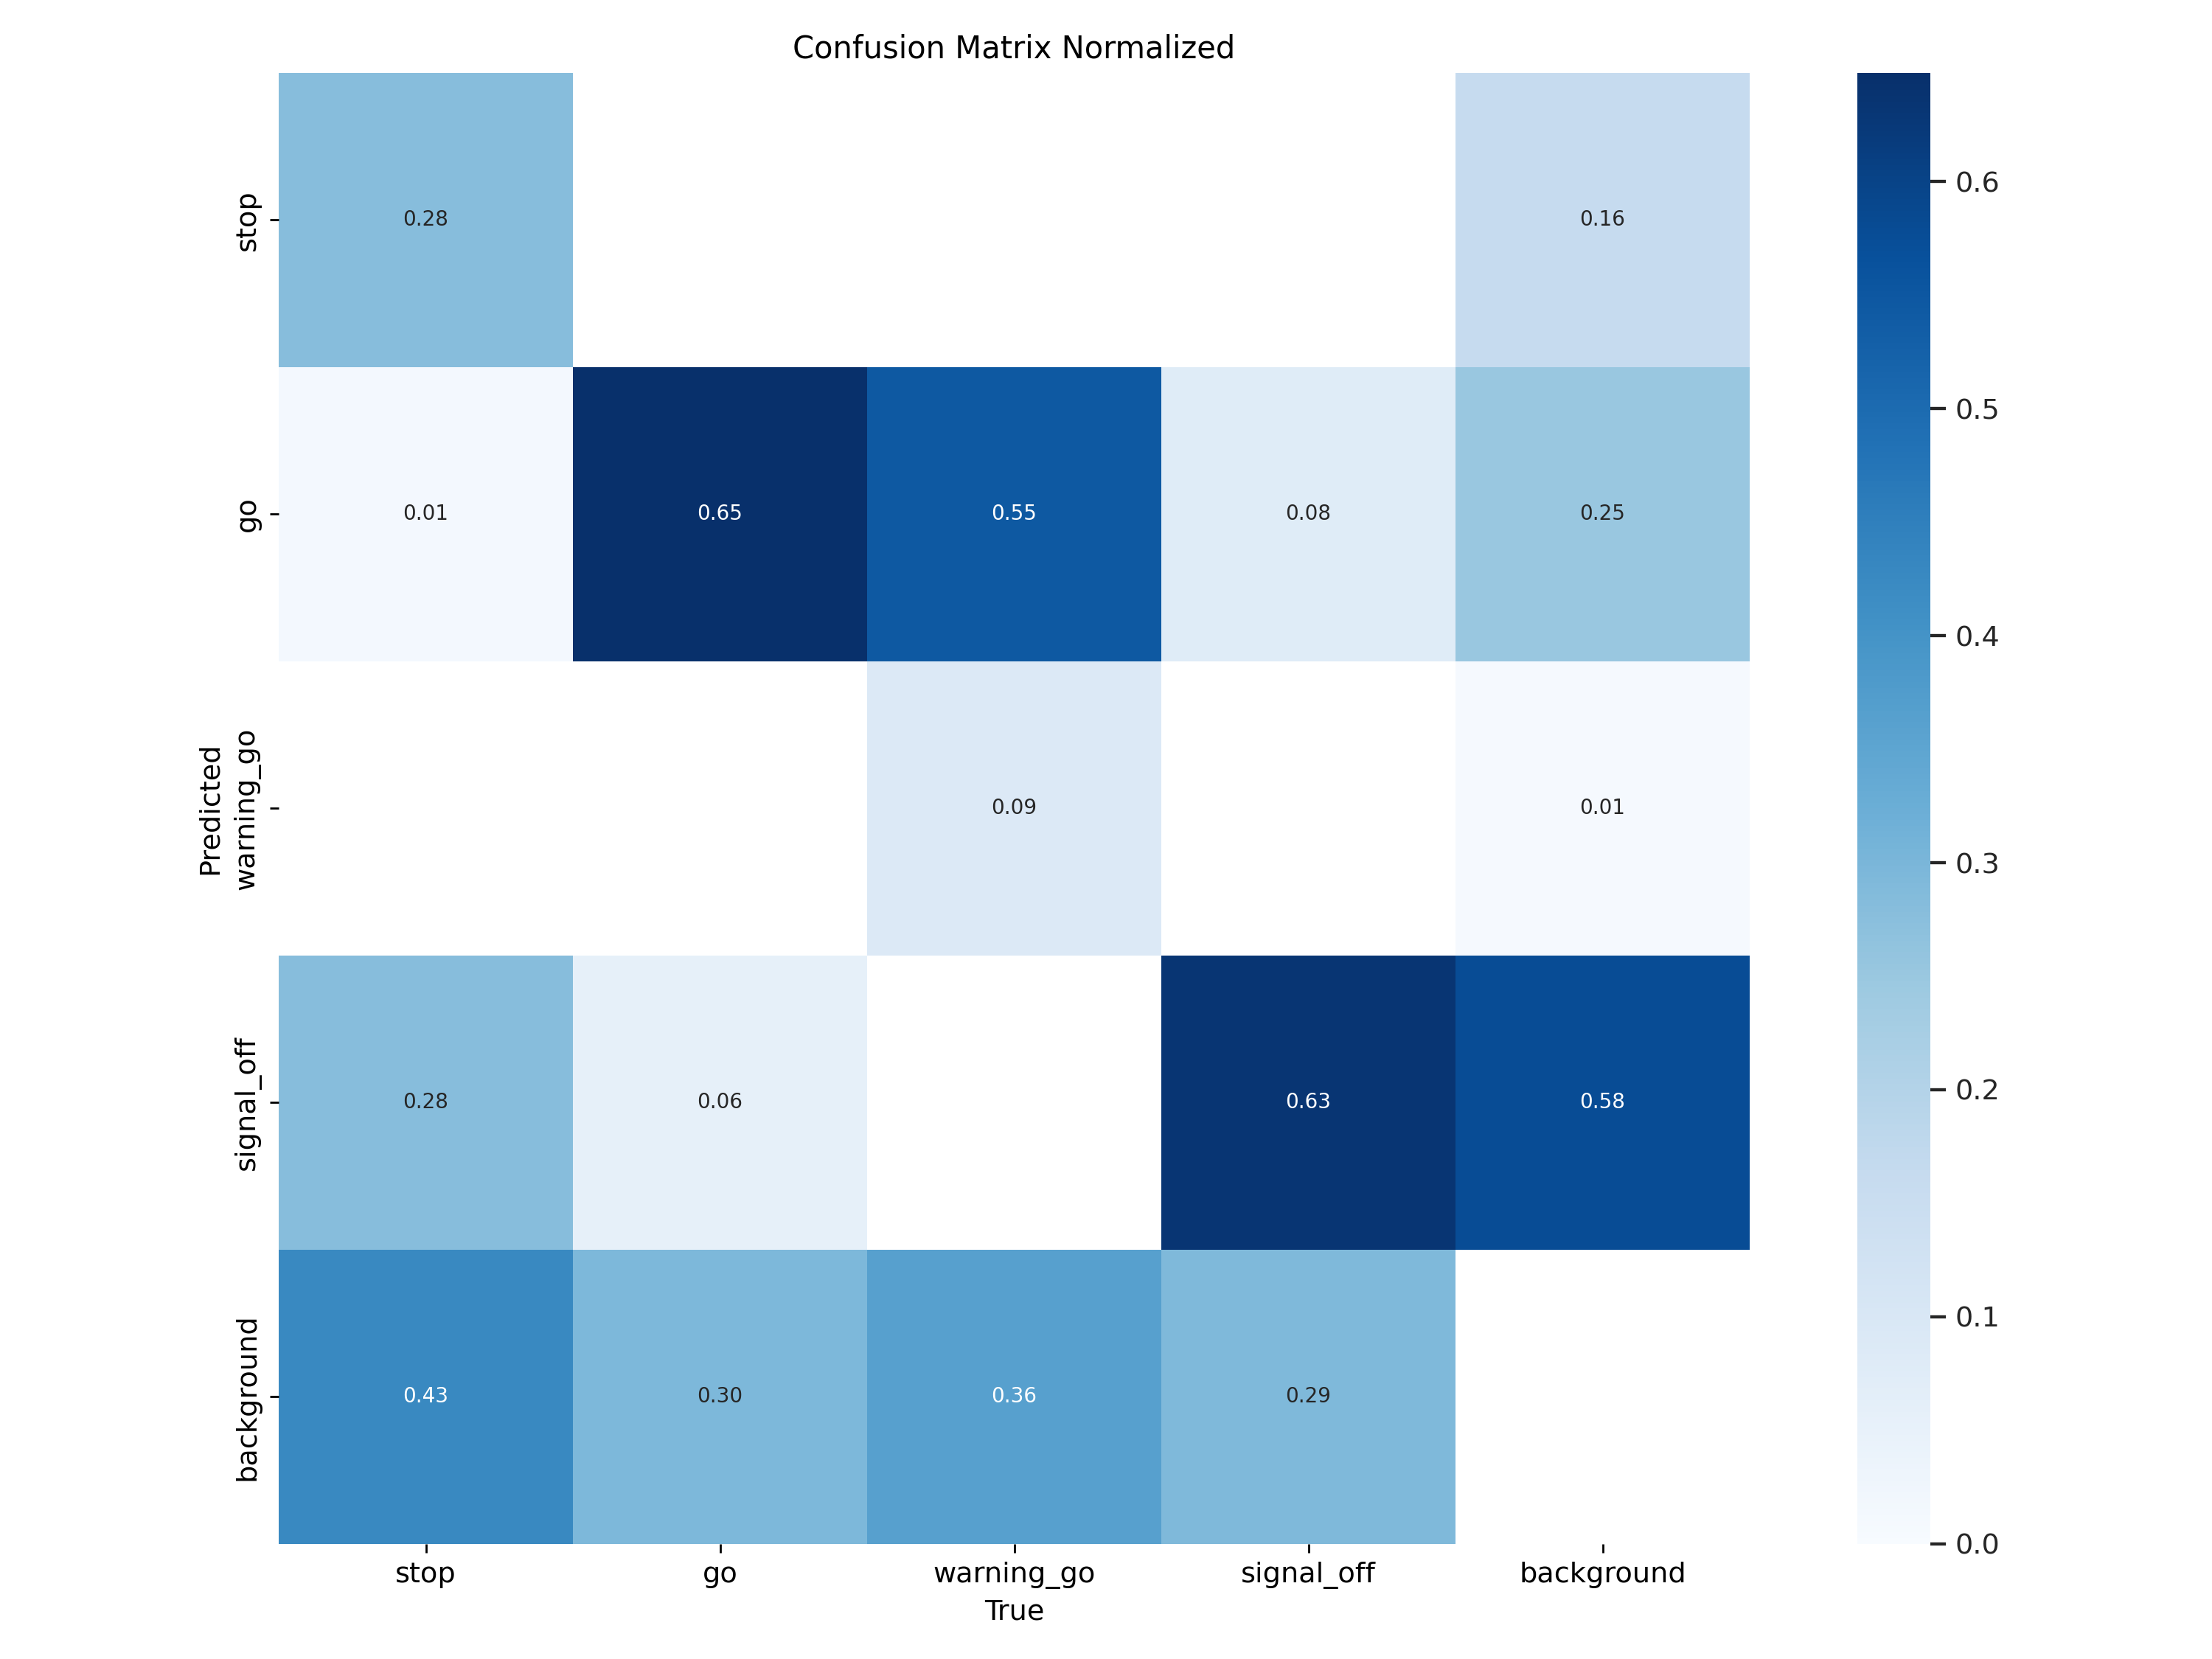 Confusion Matrix Normalized
stop
0.28
0.16
0.6
go
0.01
0.65
0.55
0.08
0.25
0.5
0.4
Predicted
warning_go
0.09
0.01
0.3
signal_off
0.28
0.06
0.63
0.58
0.2
background
0.43
0.30
0.36
0.29
0.1
0.0
stop
go
warning_go
signal_off
background
True